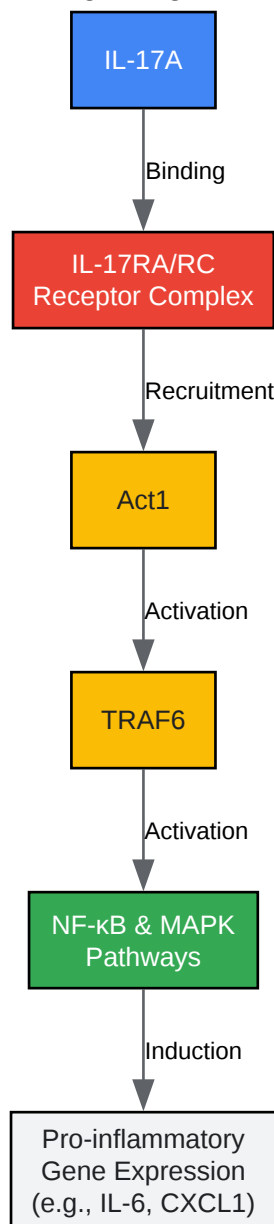 IL-17A
Binding
IL-17RA/RC
Receptor Complex
Recruitment
Act1
Activation
TRAF6
Activation
NF-κB & MAPK
Pathways
Induction
Pro-inflammatory
Gene Expression
(e.g., IL-6, CXCL1)